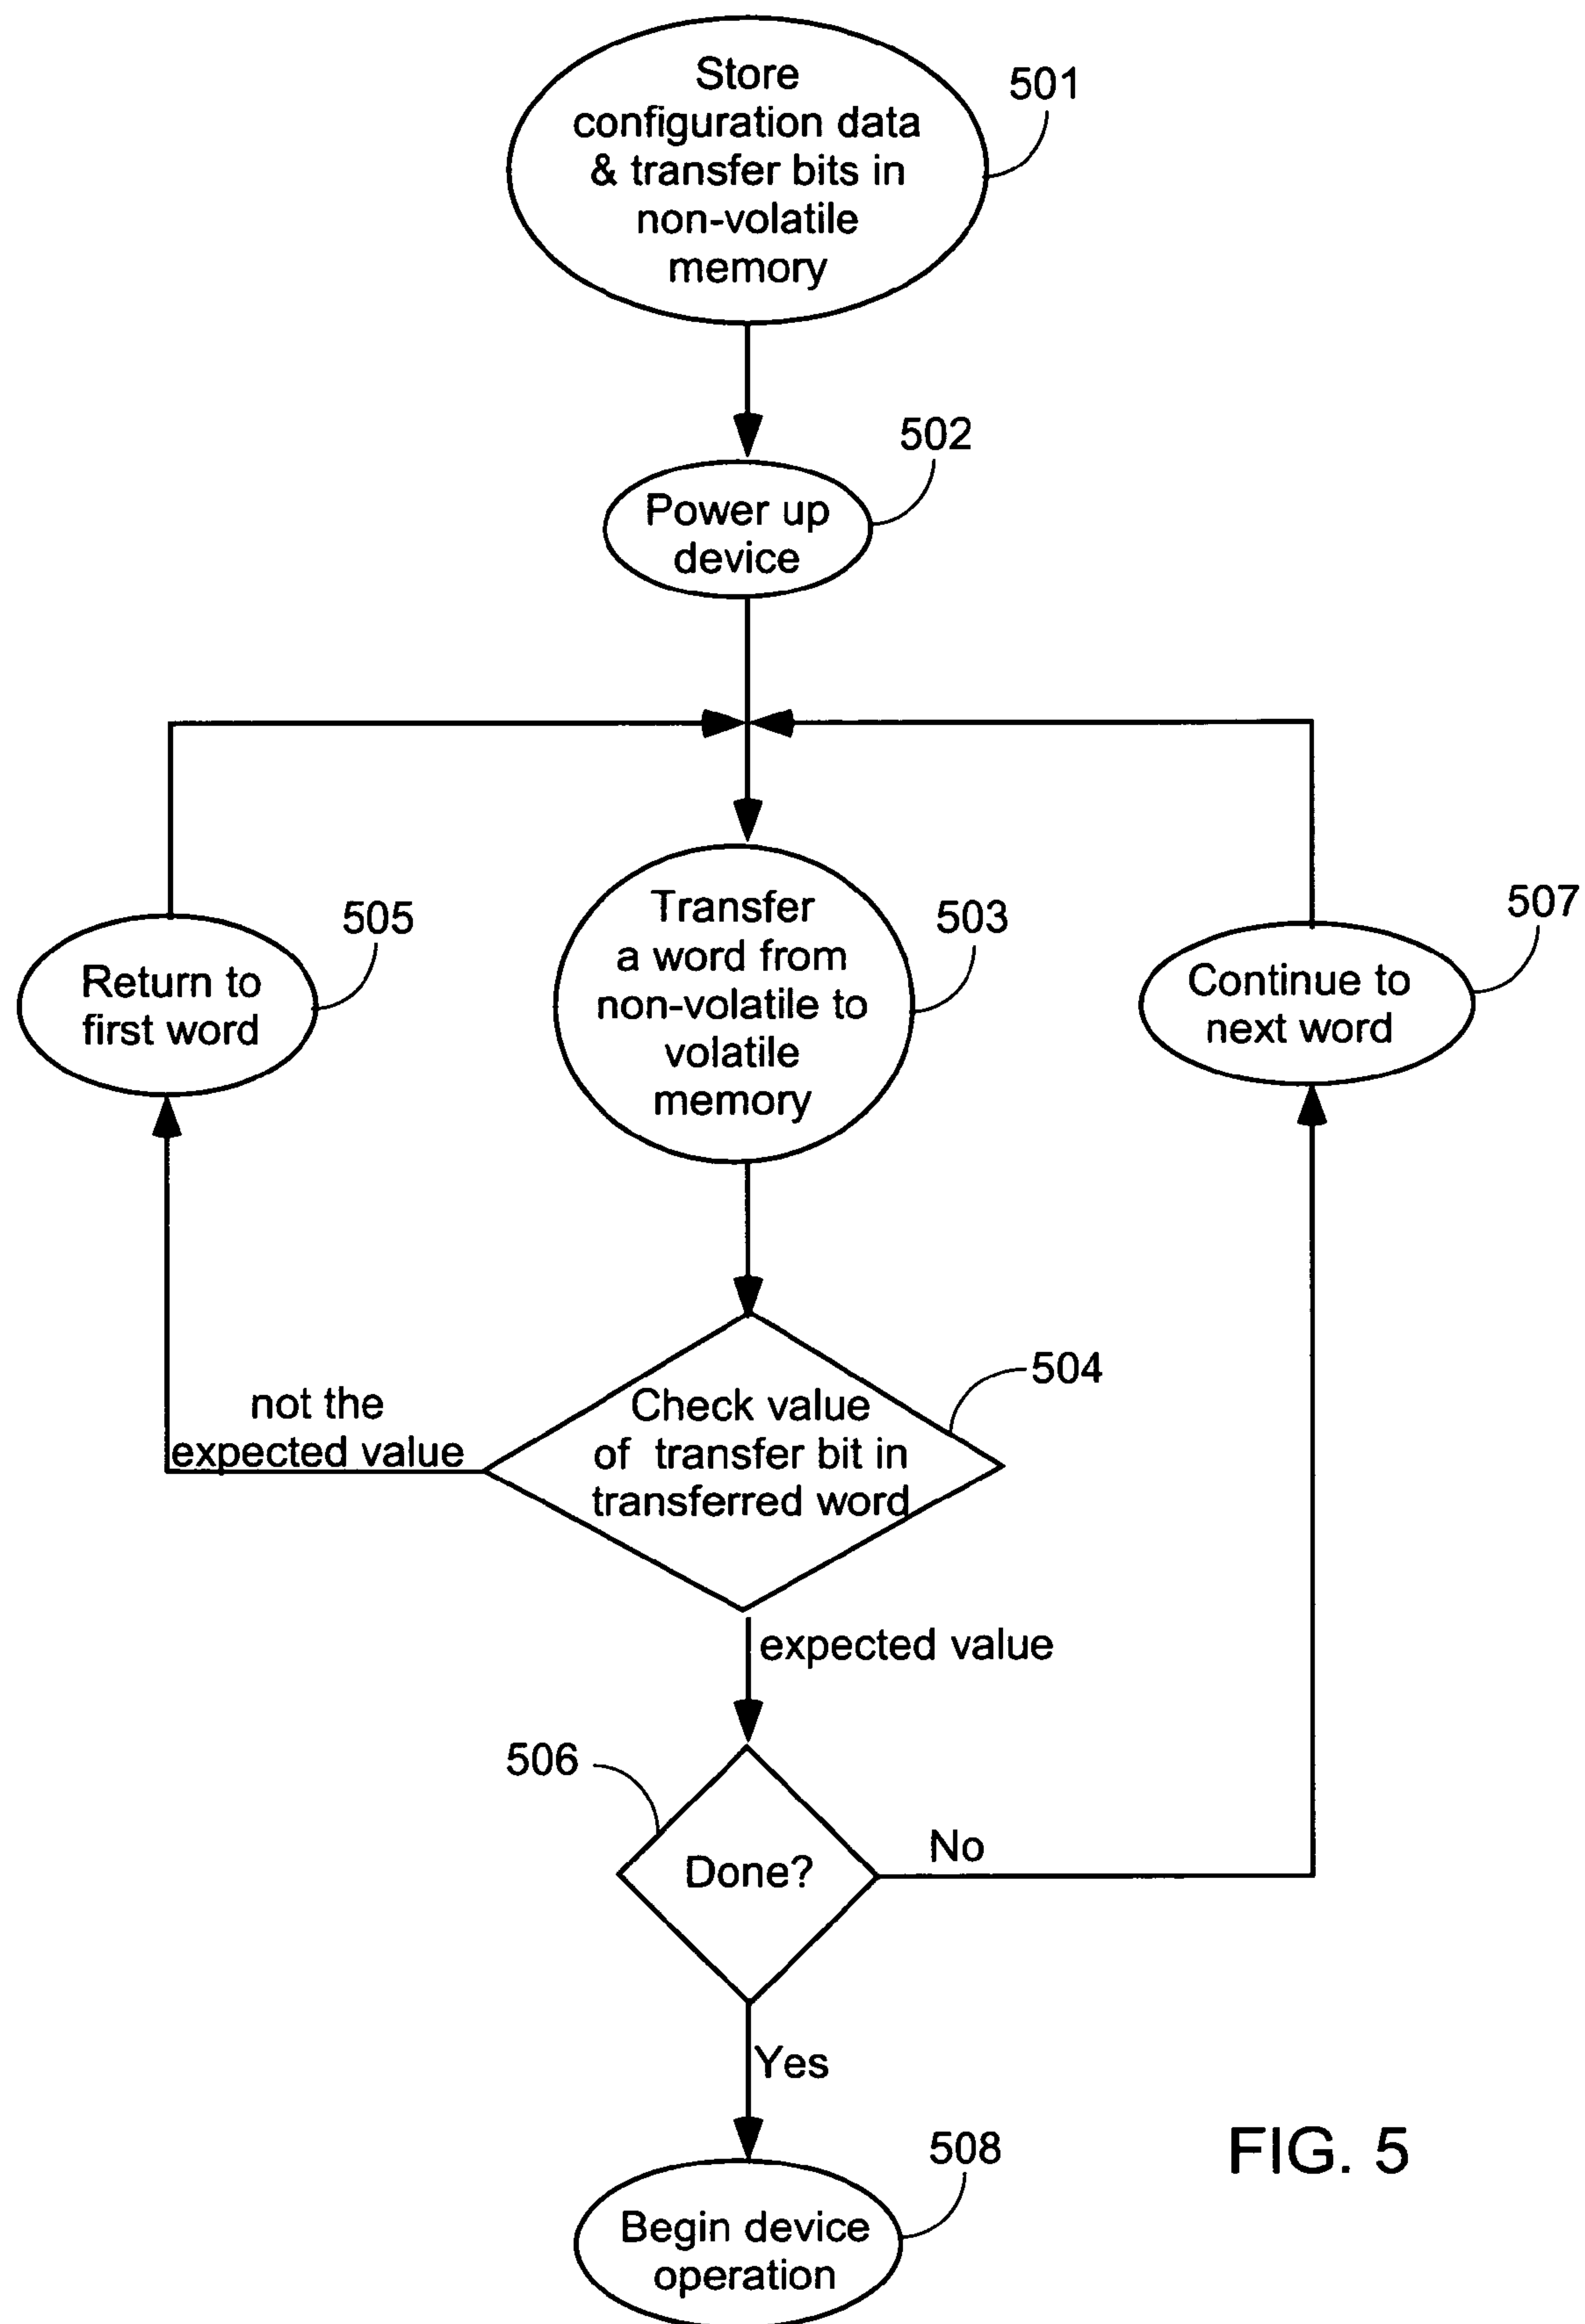 Store
configuration data
& transfer bits in
non-volatile
memory
501
Power up
device
502
Return to
first word
505
Transfer
a word from
non-volatile to
volatile
memory
503
Continue to
next word
507
not the
expected value
Check value
of transfer bit in
transferred word
504
expected value
506
Done?
No
Yes
Begin device
operation
508
FIG. 5